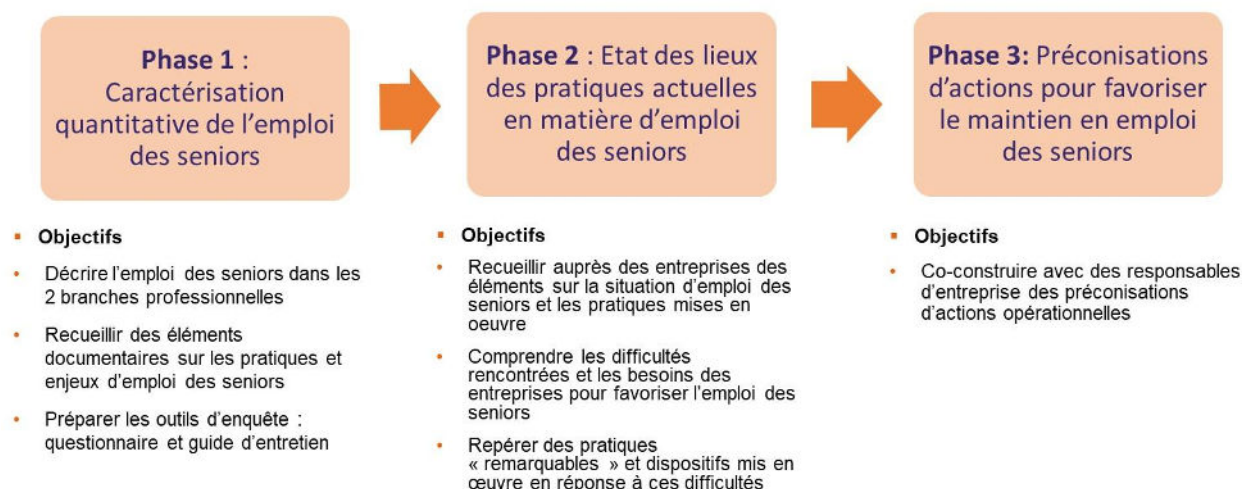 Phase 1 :
Caractérisation
quantitative de l'emploi
des seniors
Phase 2 : Etat des lieux
des pratiques actuelles
en matière d'emploi
des seniors
Phase 3: Préconisations
d'actions pour favoriser
le maintien en emploi
des seniors
▪ Objectifs
• Décrire l'emploi des seniors dans les
2 branches professionnelles
• Recueillir des éléments
documentaires sur les pratiques et
enjeux d'emploi des seniors
• Préparer les outils d'enquête :
questionnaire et guide d'entretien
▪ Objectifs
• Recueillir auprès des entreprises des
éléments sur la situation d'emploi des
seniors et les pratiques mises en
oeuvre
• Comprendre les difficultés
rencontrées et les besoins des
entreprises pour favoriser l'emploi des
seniors
• Repérer des pratiques
« remarquables » et dispositifs mis en
œuvre en réponse à ces difficultés
▪ Objectifs
• Co-construire avec des responsables
d'entreprise des préconisations
d'actions opérationnelles